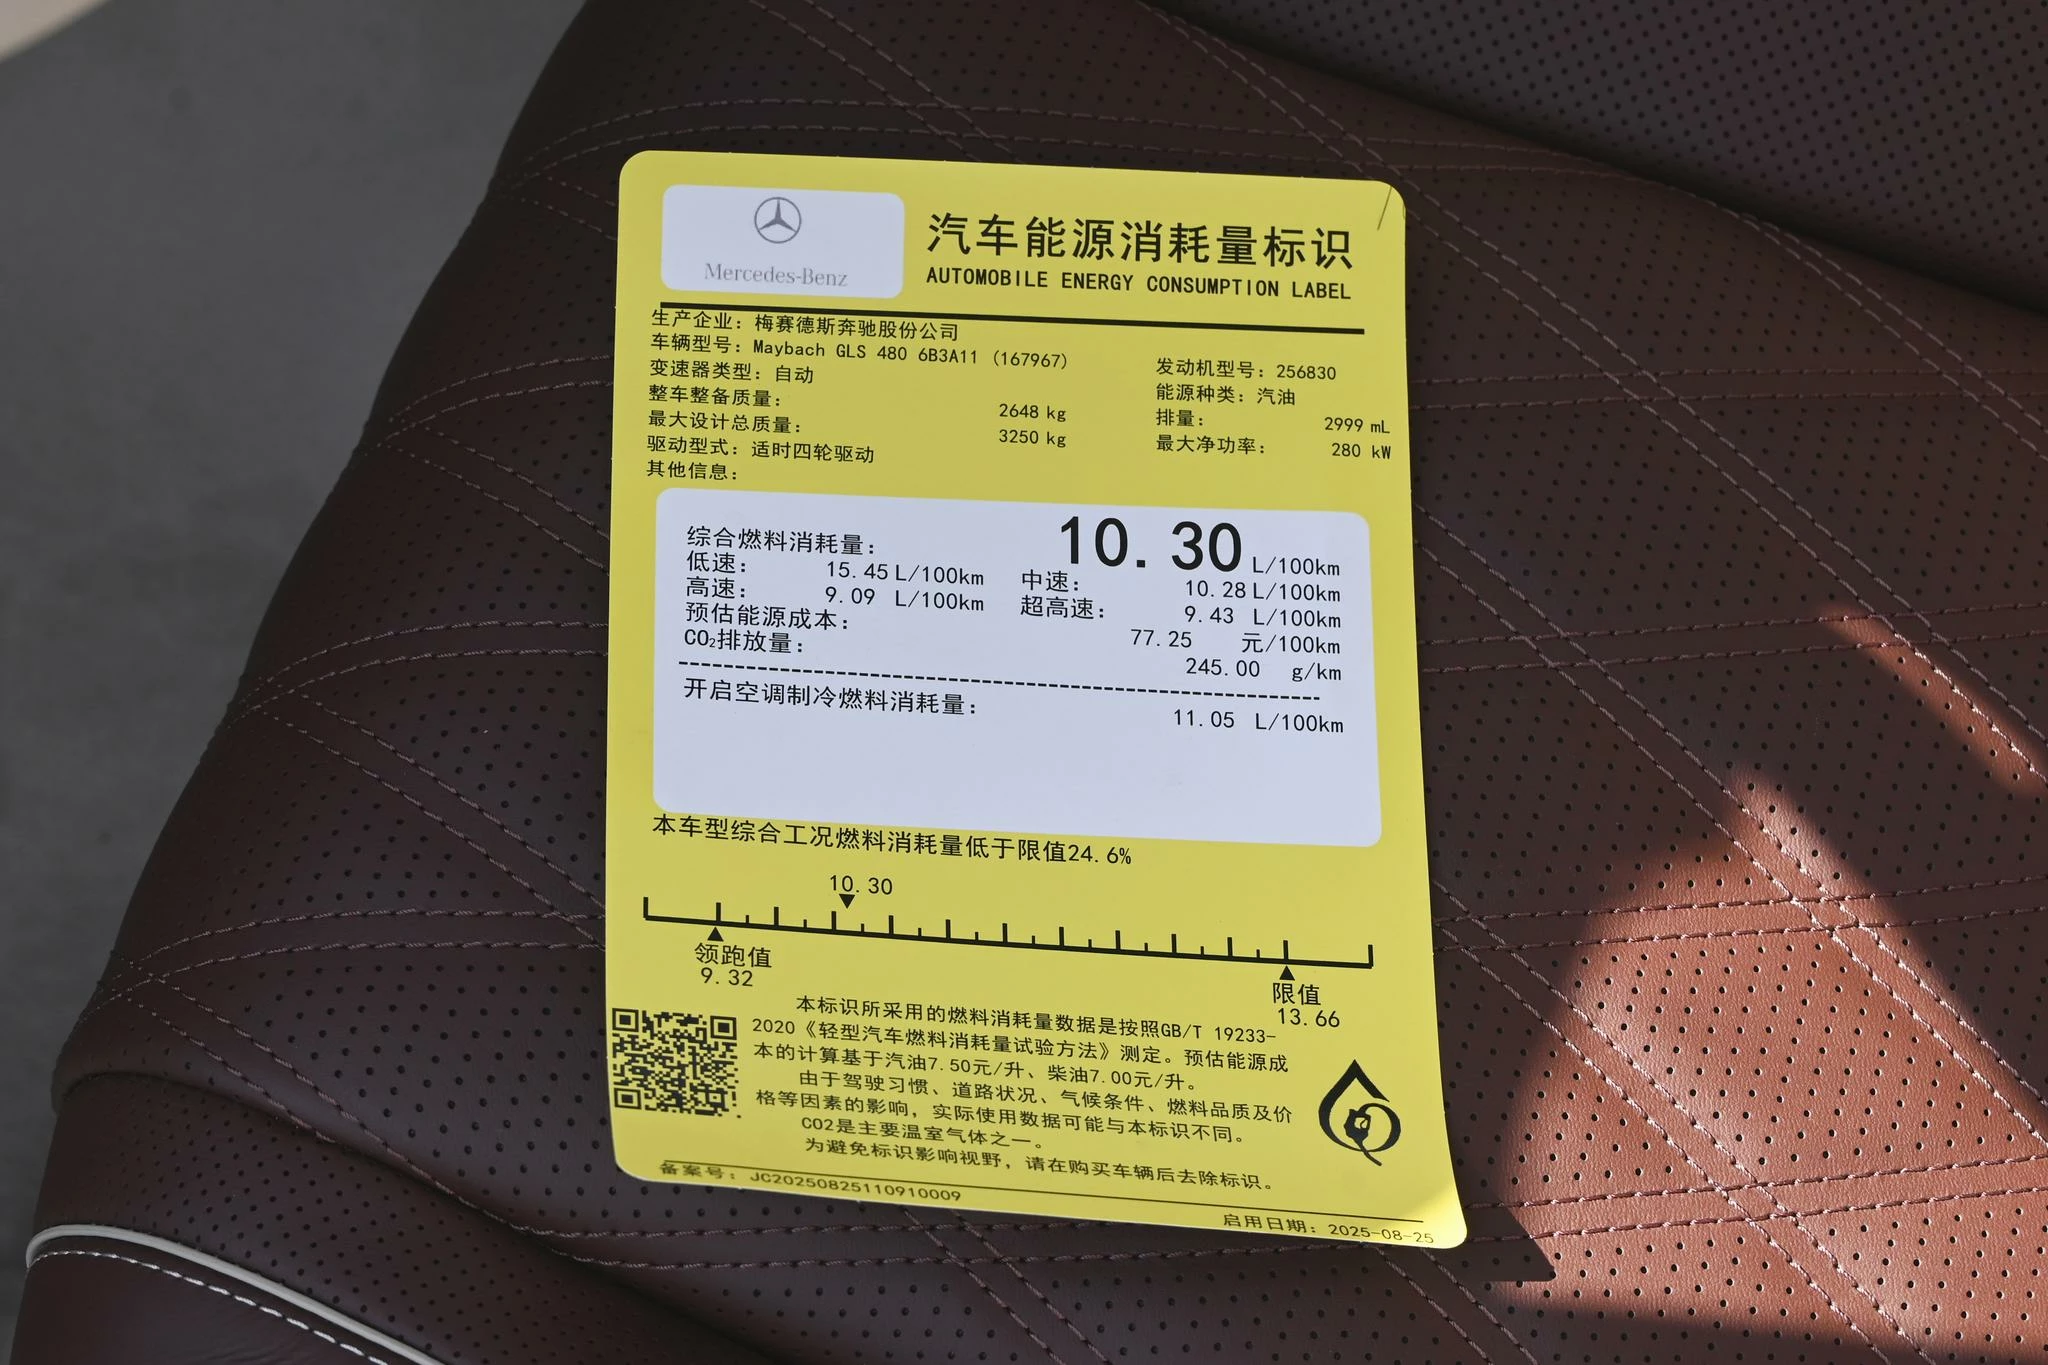 Mercedes-Benz
汽车能源消耗量标识
AUTOMOBILE ENERGY CONSUMPTION LABEL
生产企业：梅赛德斯奔驰股份公司
车辆型号：Maybach GLS 480 6B3A11 (167967)
发动机型号：256830
变速器类型：自动
能源种类：汽油
整车整备质量： 2648 kg
排量： 2999 mL
最大设计总质量： 3250 kg
最大净功率： 280 kW
驱动型式：适时四轮驱动
其他信息：
综合燃料消耗量： 10.30 L/100km
低速： 15.45 L/100km 中速： 10.28 L/100km
高速： 9.09 L/100km 超高速： 9.43 L/100km
预估能源成本： 77.25 元/100km
CO₂排放量： 245.00 g/km
开启空调制冷燃料消耗量： 11.05 L/100km
本车型综合工况燃料消耗量低于限值24.6%
10.30
领跑值
9.32
限值
13.66
本标识所采用的燃料消耗量数据是按照GB/T 19233-
2020《轻型汽车燃料消耗量试验方法》测定。预估能源成
本的计算基于汽油7.50元/升、柴油7.00元/升。
由于驾驶习惯、道路状况、气候条件、燃料品质及价
格等因素的影响，实际使用数据可能与本标识不同。
CO2是主要温室气体之一。
为避免标识影响视野，请在购买车辆后去除标识。
备案号：JC20250825110910009
启用日期：2025-08-25